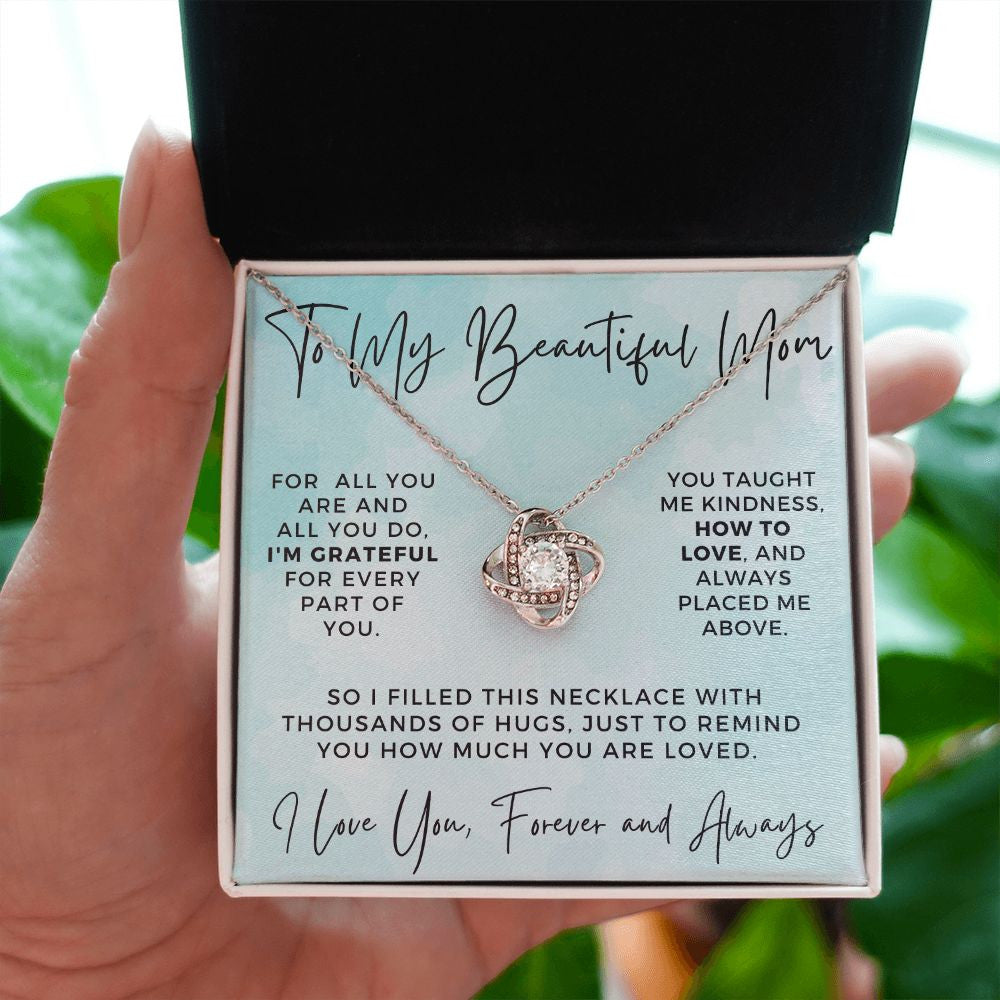 To My Beautiful Mom
FOR ALL YOU
ARE AND
ALL YOU DO,
I'M GRATEFUL
FOR EVERY
PART OF
YOU.
YOU TAUGHT
ME KINDNESS,
HOW TO
LOVE, AND
ALWAYS
PLACED ME
ABOVE.
SO I FILLED THIS NECKLACE WITH
THOUSANDS OF HUGS, JUST TO REMIND
YOU HOW MUCH YOU ARE LOVED.
I Love You, Forever and Always